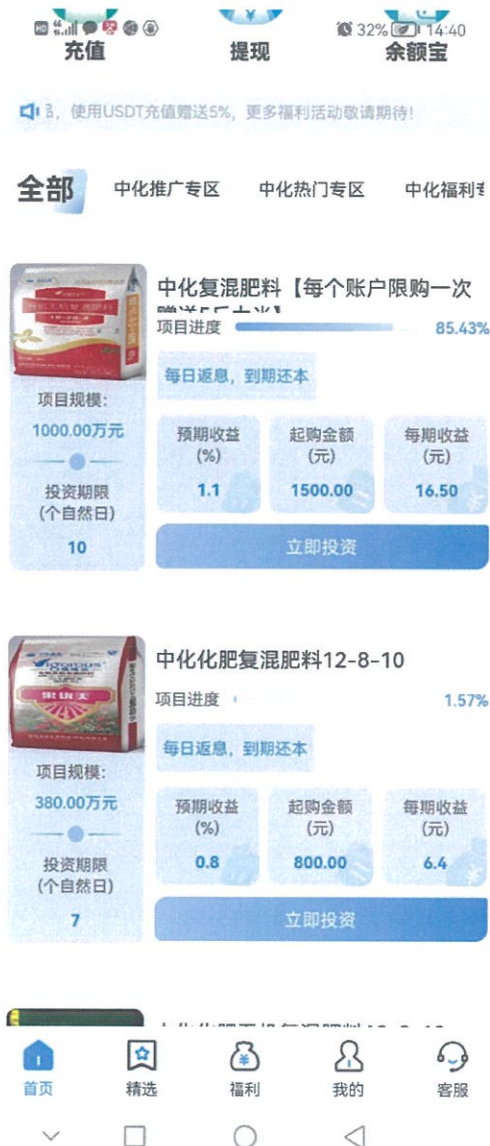 HD 32% 14:40
充值 提现 余额宝
,使用USDT充值赠送5%,更多福利活动敬请期待!
全部 中化推广专区 中化热门专区 中化福利专
中化复混肥料【每个账户限购一次
项目进度 85.43%
每日返息,到期还本
项目规模:
1000.00万元
投资期限
(个自然日)
10
预期收益
(%)
1.1
起购金额
(元)
1500.00
每期收益
(元)
16.50
立即投资
中化化肥复混肥料12-8-10
项目进度 1.57%
每日返息,到期还本
项目规模:
380.00万元
投资期限
(个自然日)
7
预期收益
(%)
0.8
起购金额
(元)
800.00
每期收益
(元)
6.4
立即投资
首页 精选 福利 我的 客服